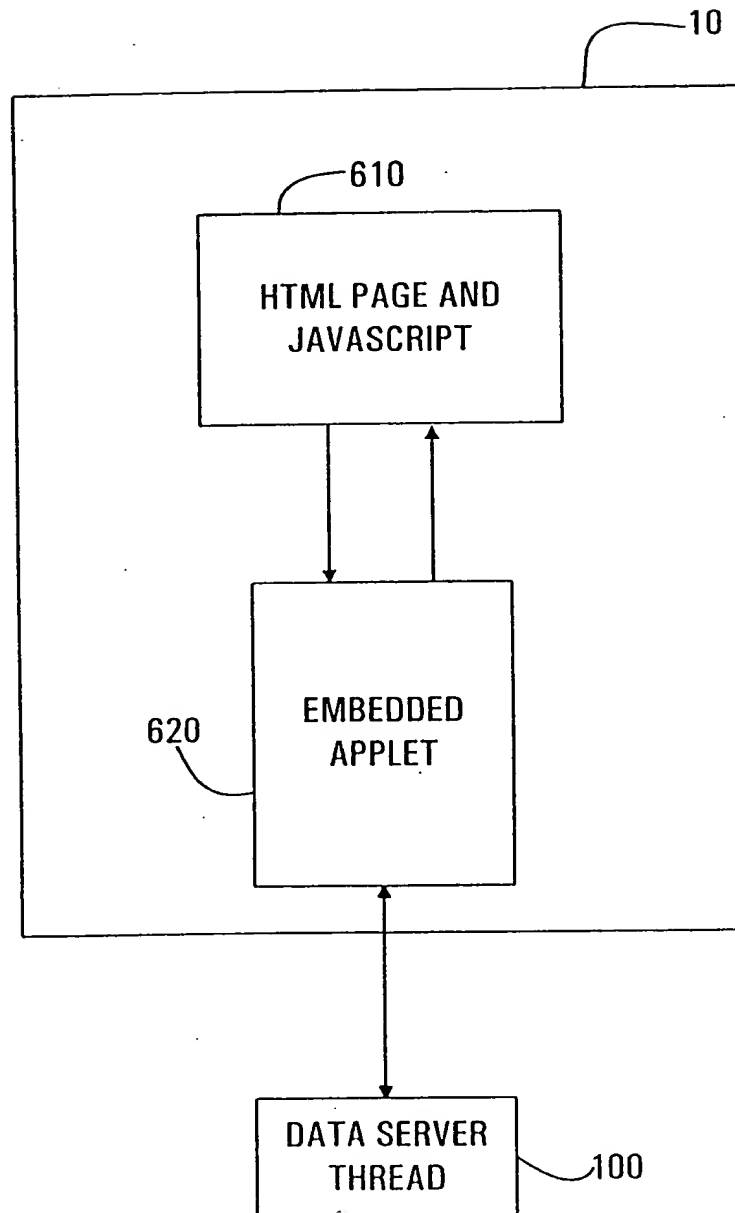 10
610
HTML PAGE AND
JAVASCRIPT
EMBEDDED
APPLET
620
DATA SERVER
THREAD
100